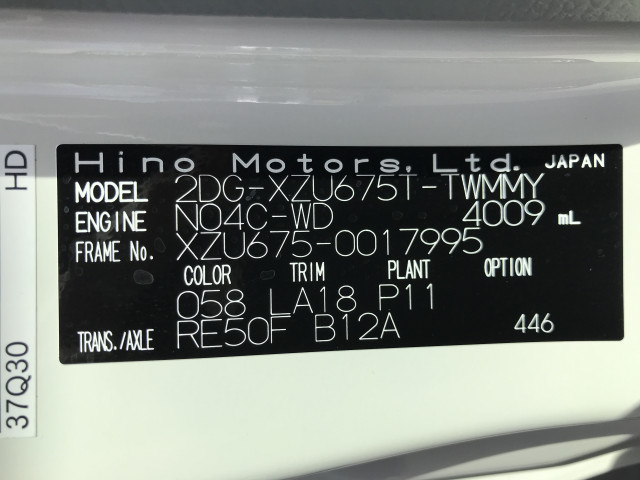 Hino Motors, Ltd. JAPAN
MODEL 2DG-XZU675T-TWMMY
ENGINE N04C-WD 4009 mL
FRAME No. XZU675-0017995
COLOR TRIM PLANT OPTION
058 LA18 P11
TRANS./AXLE RE50F B12A 446
HD
37Q30